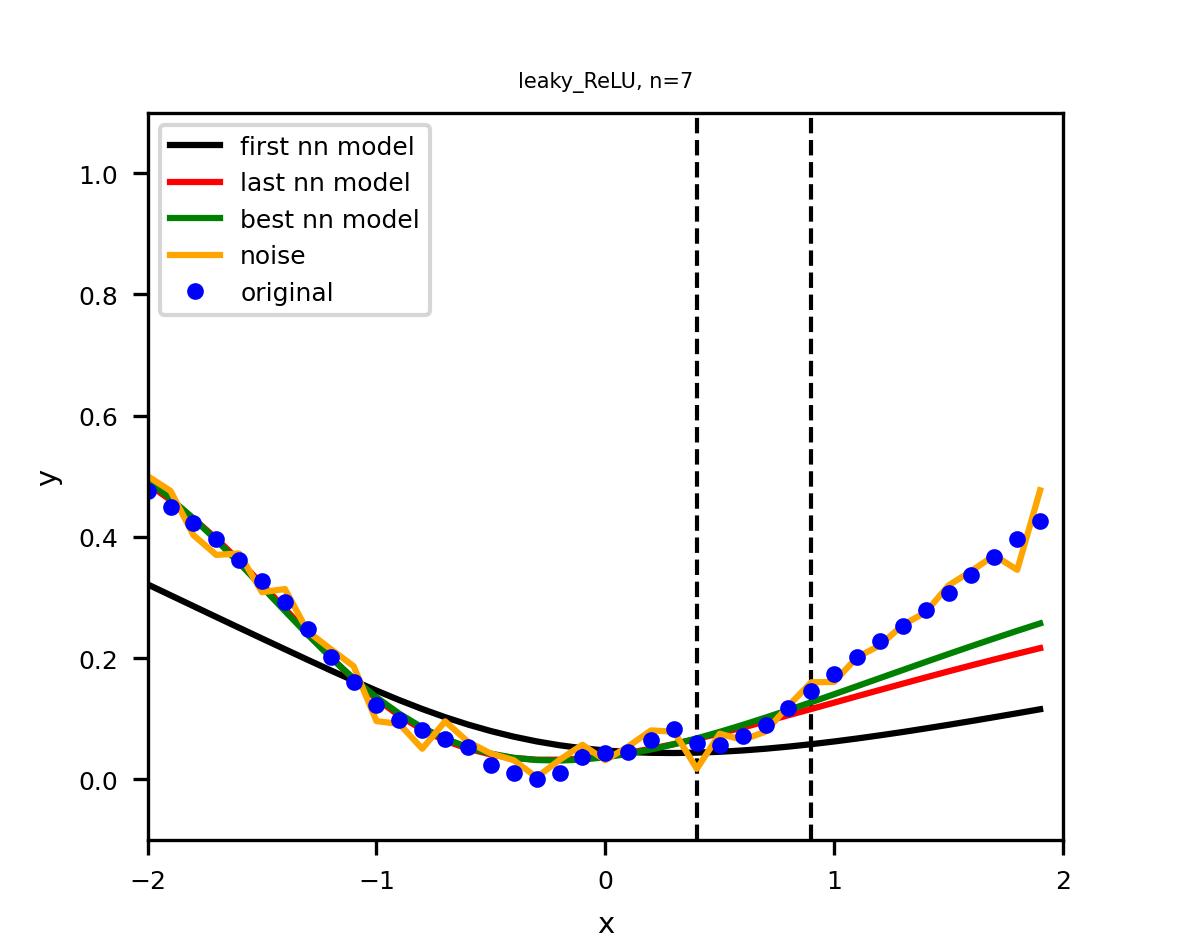 leaky_ReLU, n=7
first nn model
last nn model
best nn model
noise
original
1.0
0.8
0.6
0.4
0.2
0.0
y
−2
−1
0
1
2
x